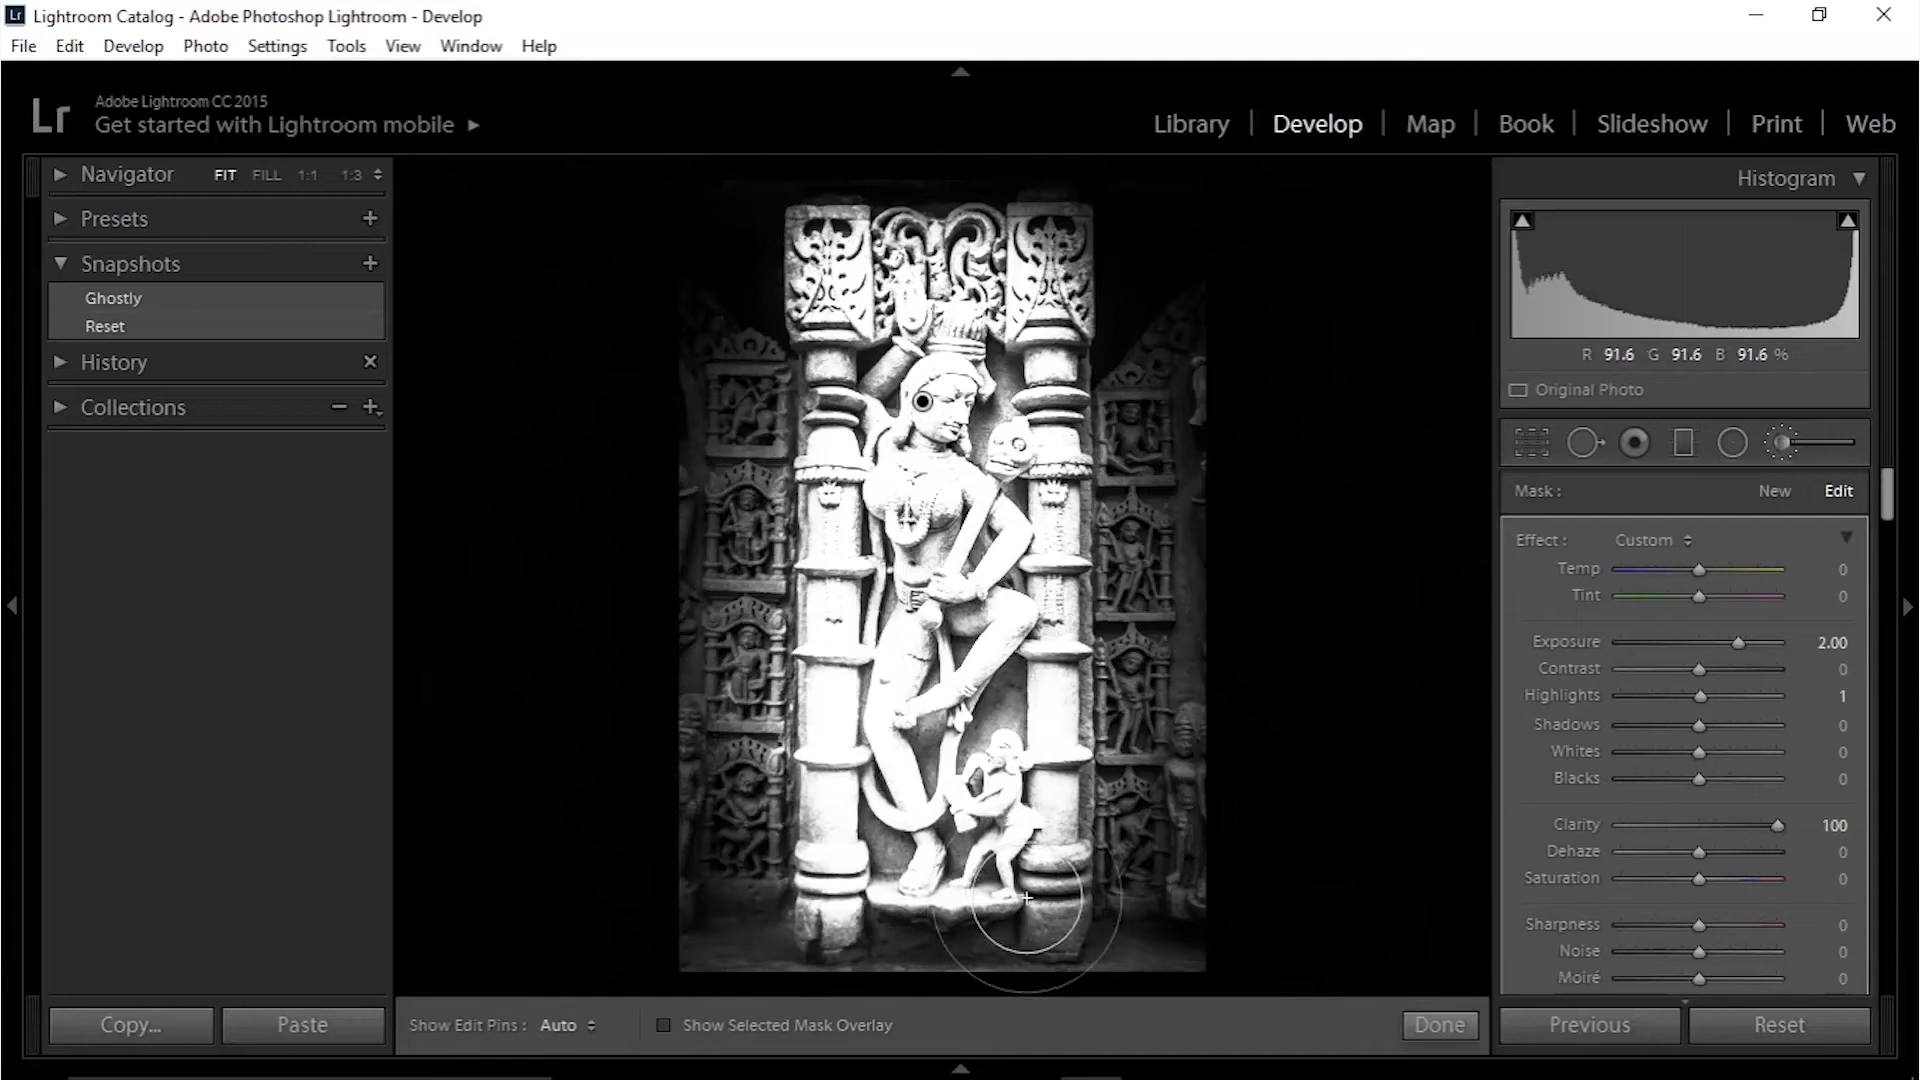 Lr Lightroom Catalog - Adobe Photoshop Lightroom - Develop
File Edit Develop Photo Settings Tools View Window Help
Lr
Adobe Lightroom CC 2015
Get started with Lightroom mobile ▶
Library | Develop | Map | Book | Slideshow | Print | Web
Navigator FIT FILL 1:1 1:3
Presets +
Snapshots +
Ghostly
Reset
History ×
Collections − +
Histogram
R 91.6 G 91.6 B 91.6 %
Original Photo
Mask : New Edit
Effect : Custom
Temp 0
Tint 0
Exposure 2.00
Contrast 0
Highlights 1
Shadows 0
Whites 0
Blacks 0
Clarity 100
Dehaze 0
Saturation 0
Sharpness 0
Noise 0
Moiré 0
Copy... Paste
Show Edit Pins : Auto Show Selected Mask Overlay Done
Previous Reset